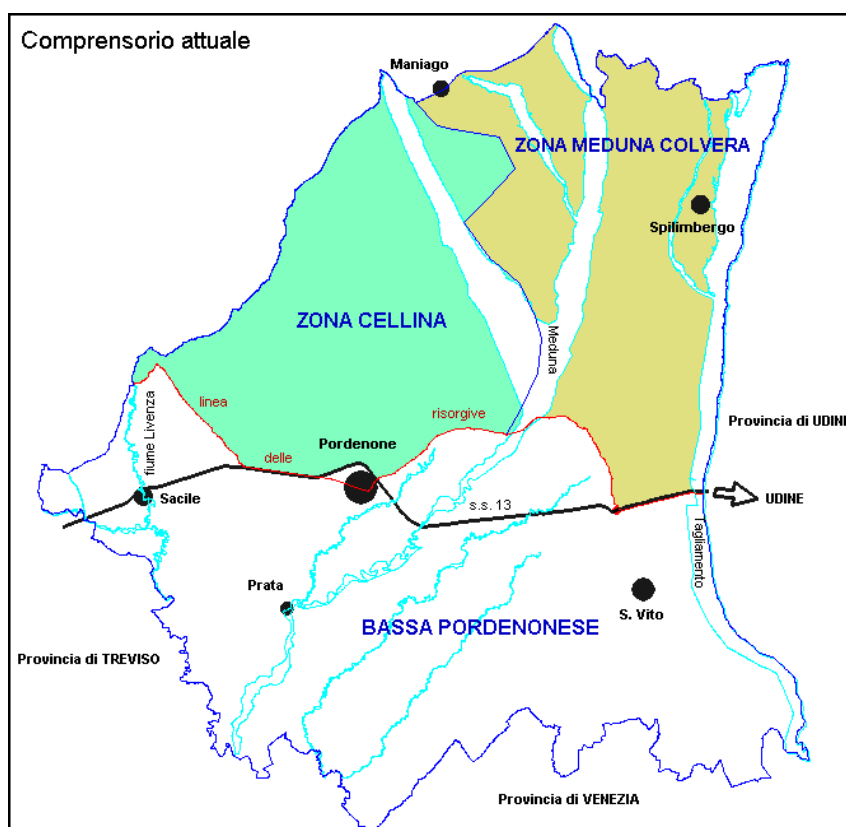 Comprensorio attuale
Maniago
ZONA MEDUNA COLVERA
Spilimbergo
ZONA CELLINA
Meduna
linea
risorgive
fiume Livenza
Provincia di UDINE
Pordenone
delle
Sacile
s.s. 13
UDINE
Tagliamento
Prata
S. Vito
BASSA PORDENONESE
Provincia di TREVISO
Provincia di VENEZIA